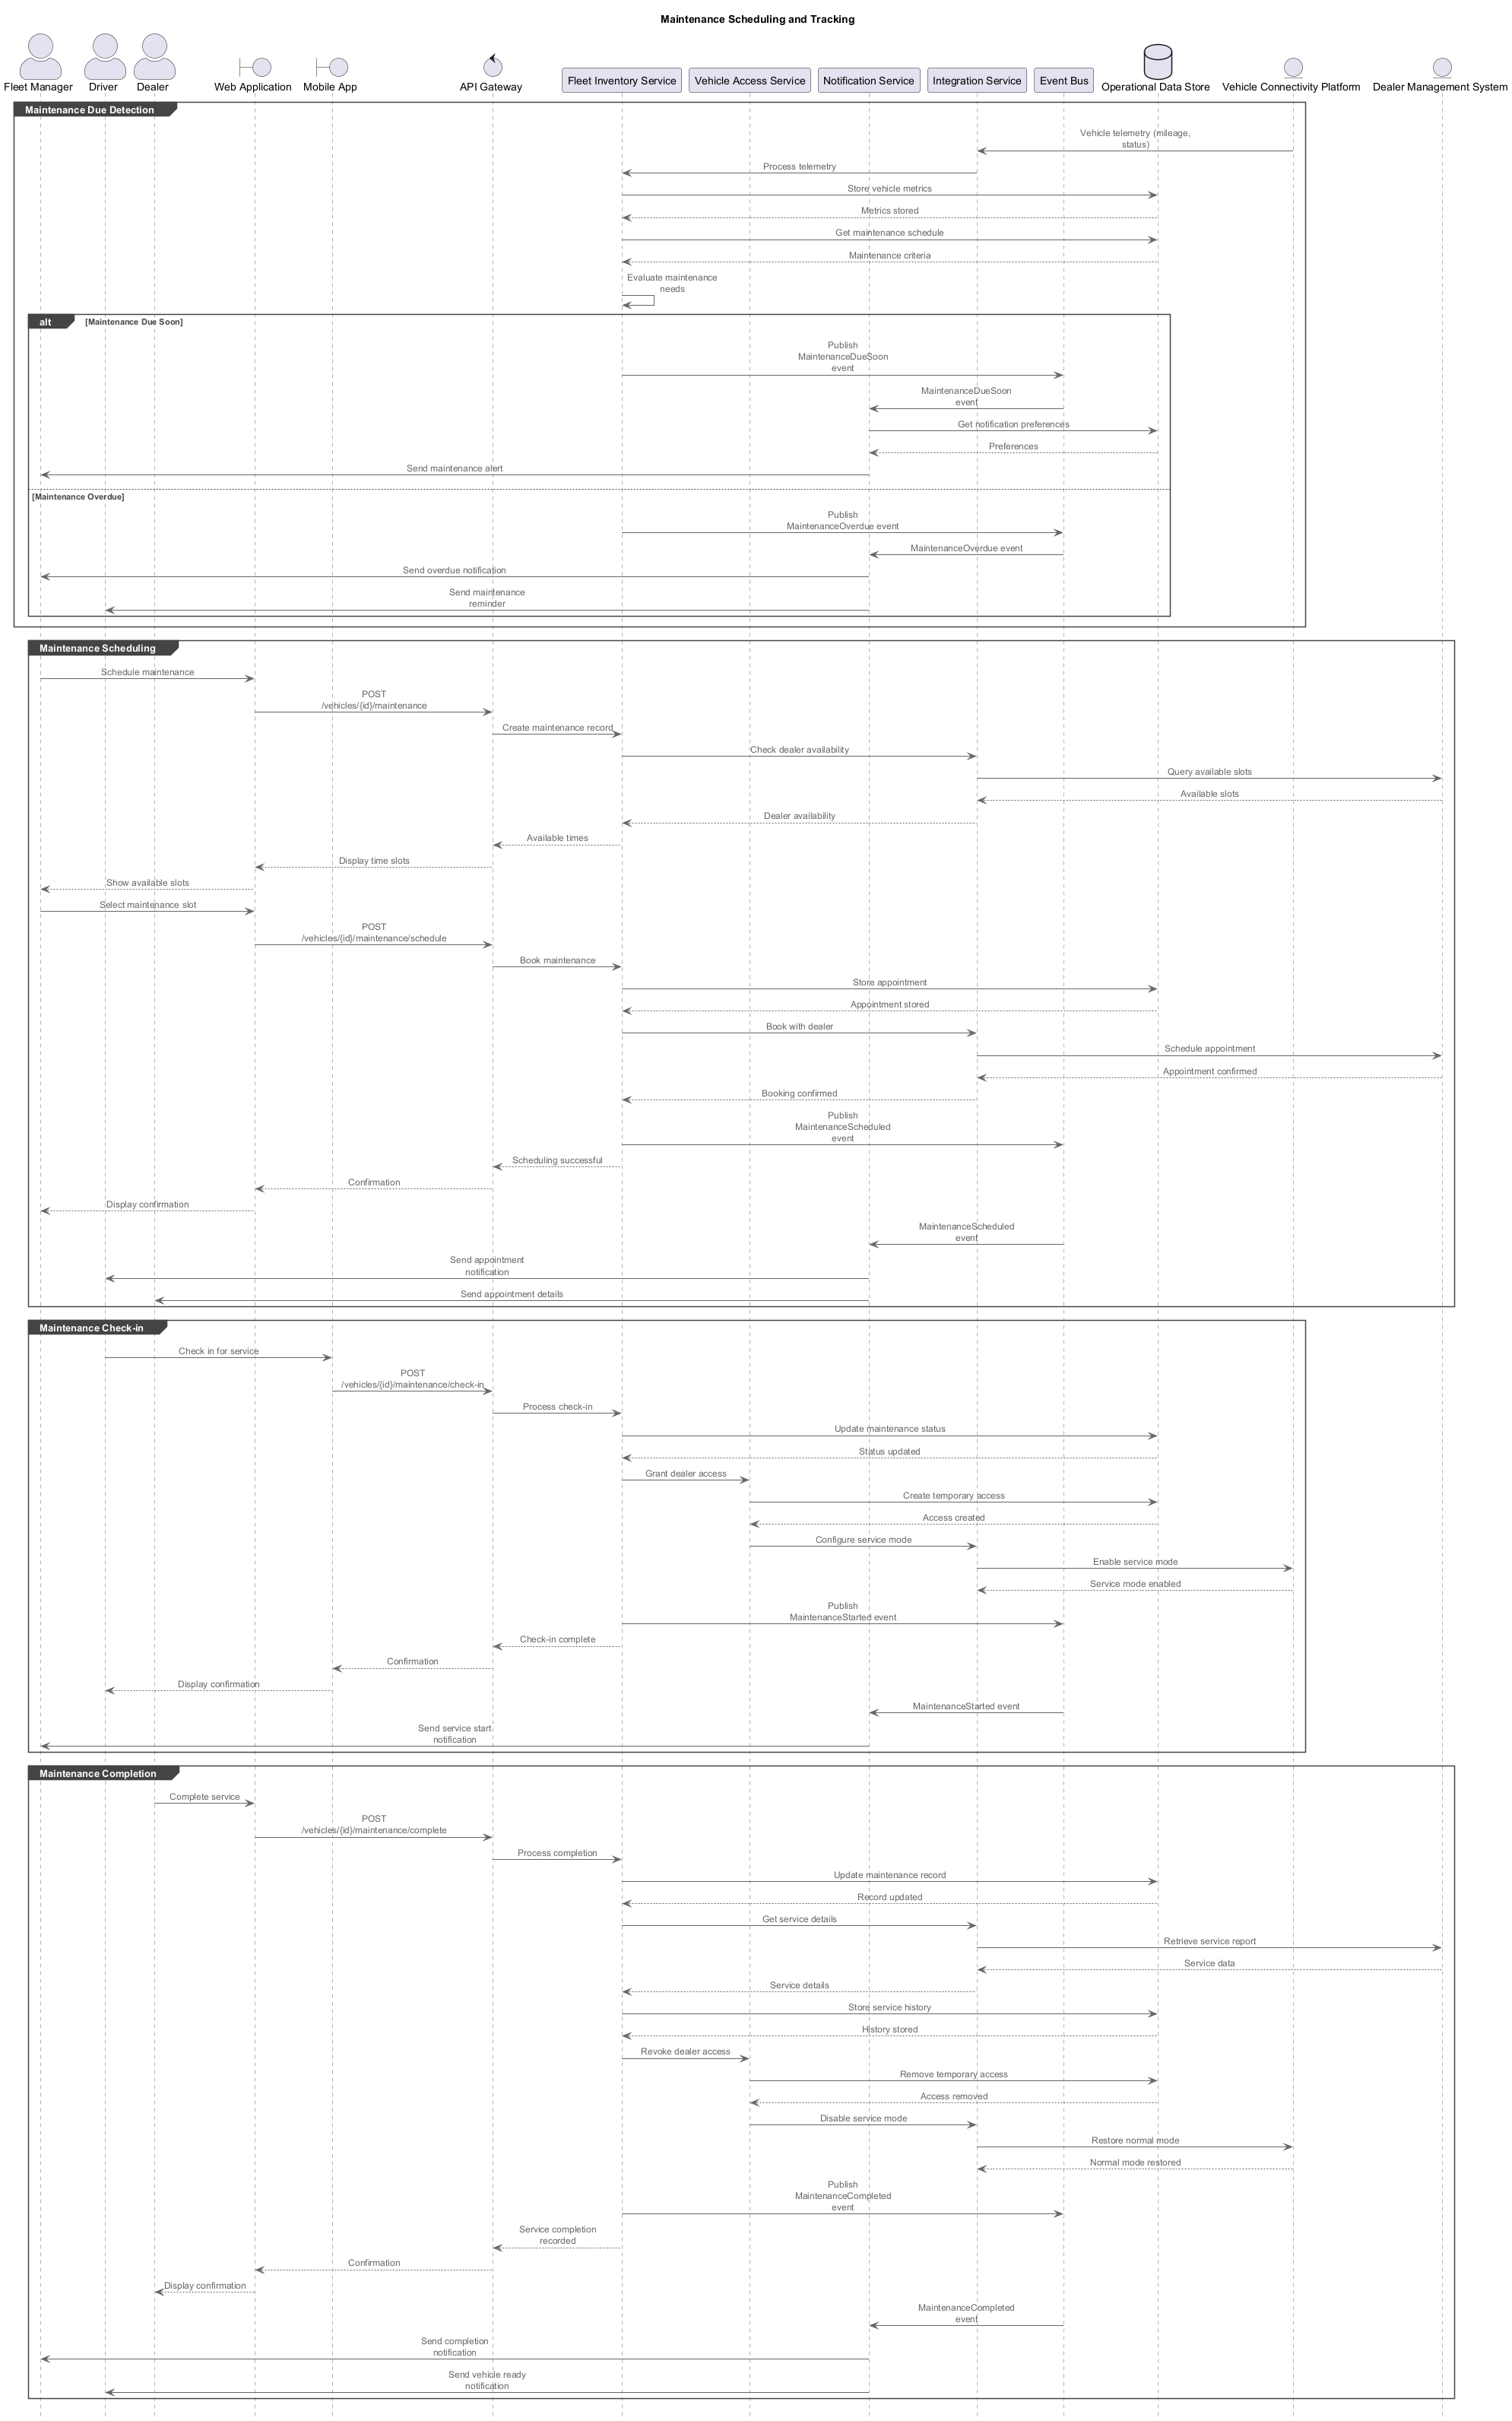 Maintenance Scheduling and Tracking
Fleet Manager
Driver
Dealer
Web Application
Mobile App
API Gateway
Fleet Inventory Service
Vehicle Access Service
Notification Service
Integration Service
Event Bus
Operational Data Store
Vehicle Connectivity Platform
Dealer Management System
Maintenance Due Detection
Vehicle telemetry (mileage,
status)
Process telemetry
Store vehicle metrics
Metrics stored
Get maintenance schedule
Maintenance criteria
Evaluate maintenance
needs
alt
[Maintenance Due Soon]
Publish
MaintenanceDueSoon
event
MaintenanceDueSoon
event
Get notification preferences
Preferences
Send maintenance alert
[Maintenance Overdue]
Publish
MaintenanceOverdue event
MaintenanceOverdue event
Send overdue notification
Send maintenance
reminder
Maintenance Scheduling
Schedule maintenance
POST
/vehicles/{id}/maintenance
Create maintenance record
Check dealer availability
Query available slots
Available slots
Dealer availability
Available times
Display time slots
Show available slots
Select maintenance slot
POST
/vehicles/{id}/maintenance/schedule
Book maintenance
Store appointment
Appointment stored
Book with dealer
Schedule appointment
Appointment confirmed
Booking confirmed
Publish
MaintenanceScheduled
event
Scheduling successful
Confirmation
Display confirmation
MaintenanceScheduled
event
Send appointment
notification
Send appointment details
Maintenance Check-in
Check in for service
POST
/vehicles/{id}/maintenance/check-in
Process check-in
Update maintenance status
Status updated
Grant dealer access
Create temporary access
Access created
Configure service mode
Enable service mode
Service mode enabled
Publish
MaintenanceStarted event
Check-in complete
Confirmation
Display confirmation
MaintenanceStarted event
Send service start
notification
Maintenance Completion
Complete service
POST
/vehicles/{id}/maintenance/complete
Process completion
Update maintenance record
Record updated
Get service details
Retrieve service report
Service data
Service details
Store service history
History stored
Revoke dealer access
Remove temporary access
Access removed
Disable service mode
Restore normal mode
Normal mode restored
Publish
MaintenanceCompleted
event
Service completion
recorded
Confirmation
Display confirmation
MaintenanceCompleted
event
Send completion
notification
Send vehicle ready
notification